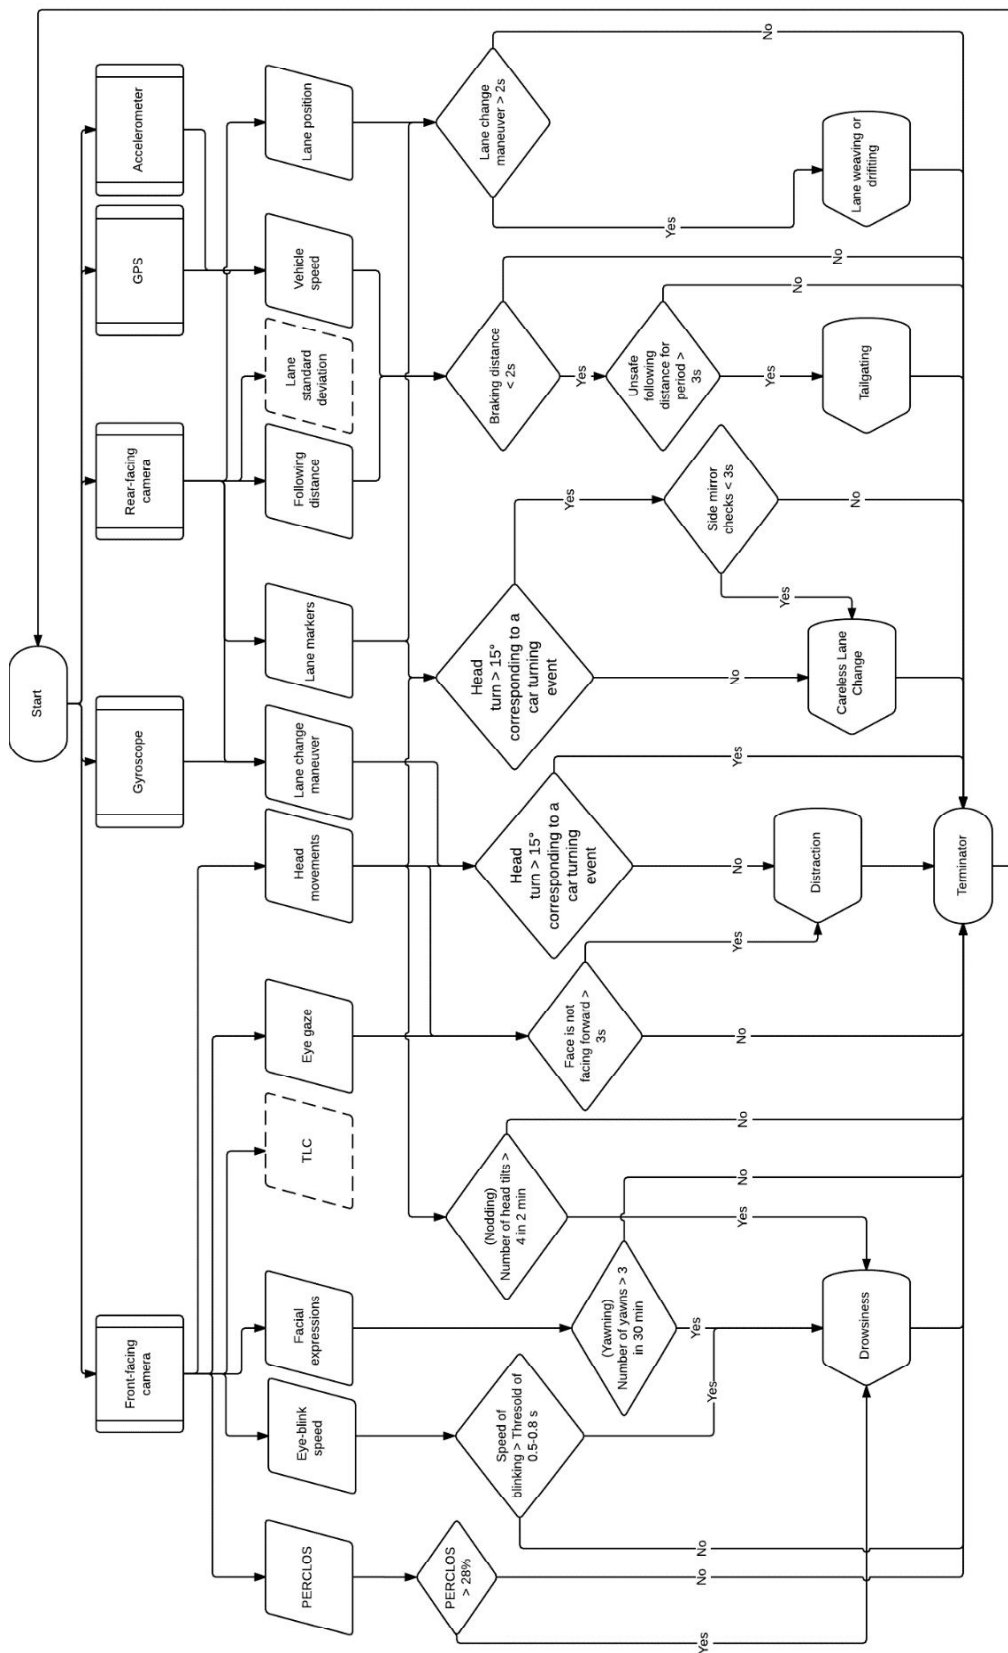 Start
Front-facing
camera
Gyroscope
Rear-facing
camera
GPS
Accelerometer
PERCLOS
Eye-blink
speed
Facial
expressions
TLC
Eye gaze
Head
movements
Lane change
maneuver
Lane markers
Following
distance
Lane
standard
deviation
Vehicle
speed
Lane position
PERCLOS
> 28%
Speed of
blinking > Thresold of
0.5-0.8 s
(Yawning)
Number of yawns > 3
in 30 min
(Nodding)
Number of head tilts >
4 in 2 min
Face is not
facing forward >
3s
Head
turn > 15°
corresponding to a
car turning
event
Head
turn > 15°
corresponding to a
car turning
event
Side mirror
checks < 3s
Braking distance
< 2s
Unsafe
following
distance for
period >
3s
Lane change
maneuver > 2s
Yes
No
No
Yes
Yes
No
Yes
No
No
Yes
No
Yes
No
Yes
Yes
No
Yes
No
Yes
No
Yes
No
Drowsiness
Distraction
Careless Lane
Change
Tailgating
Lane weaving or
drifiting
Terminator